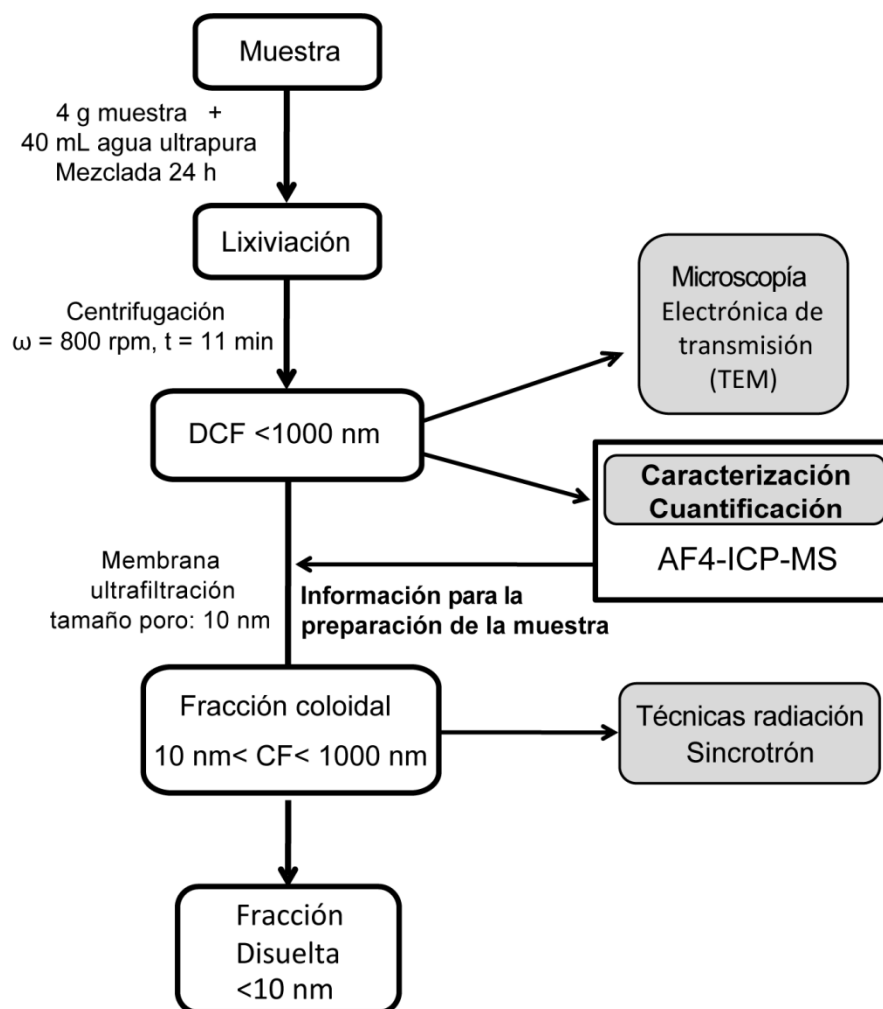 Muestra
4 g muestra +
40 mL agua ultrapura
Mezclada 24 h
Lixiviación
Centrifugación
ω = 800 rpm, t = 11 min
Microscopía
Electrónica de
transmisión
(TEM)
DCF <1000 nm
Caracterización
Cuantificación
AF4-ICP-MS
Membrana
ultrafiltración
tamaño poro: 10 nm
Información para la
preparación de la muestra
Fracción coloidal
10 nm< CF< 1000 nm
Técnicas radiación
Sincrotrón
Fracción
Disuelta
<10 nm